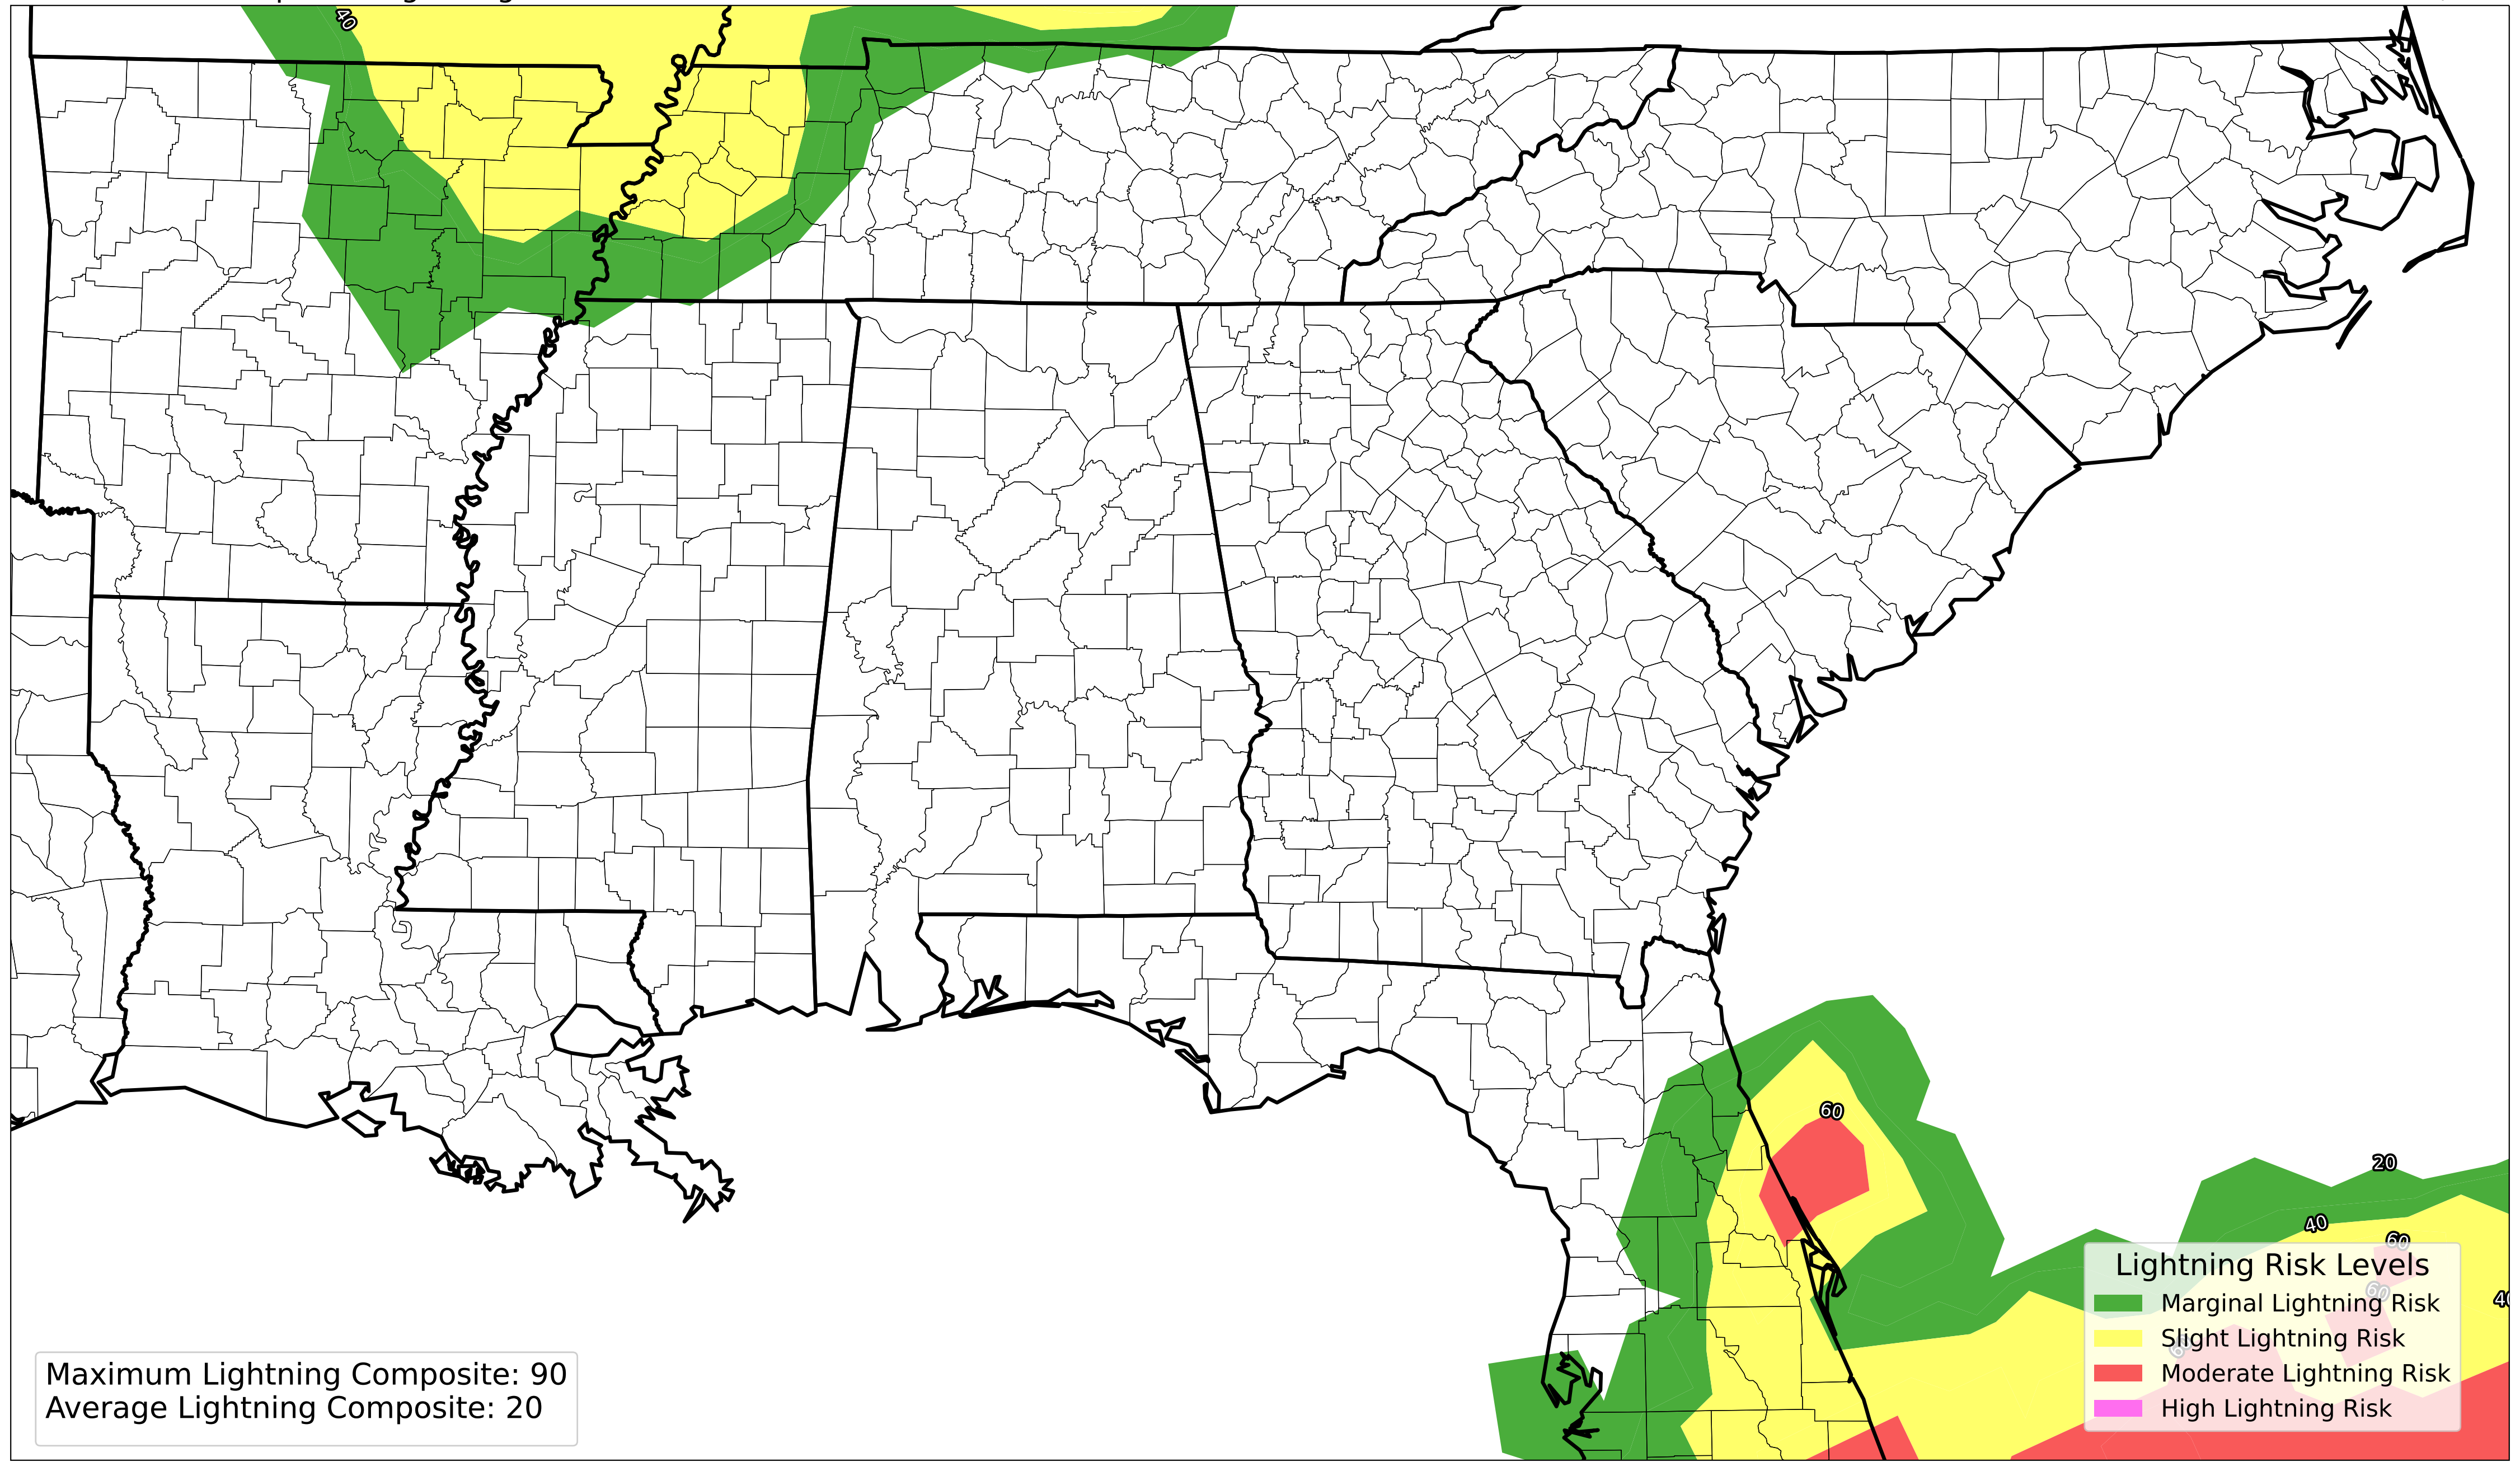 40
60
20
40
60
60
Lightning Risk Levels
Marginal Lightning Risk
Slight Lightning Risk
Moderate Lightning Risk
High Lightning Risk
Maximum Lightning Composite: 90
Average Lightning Composite: 20